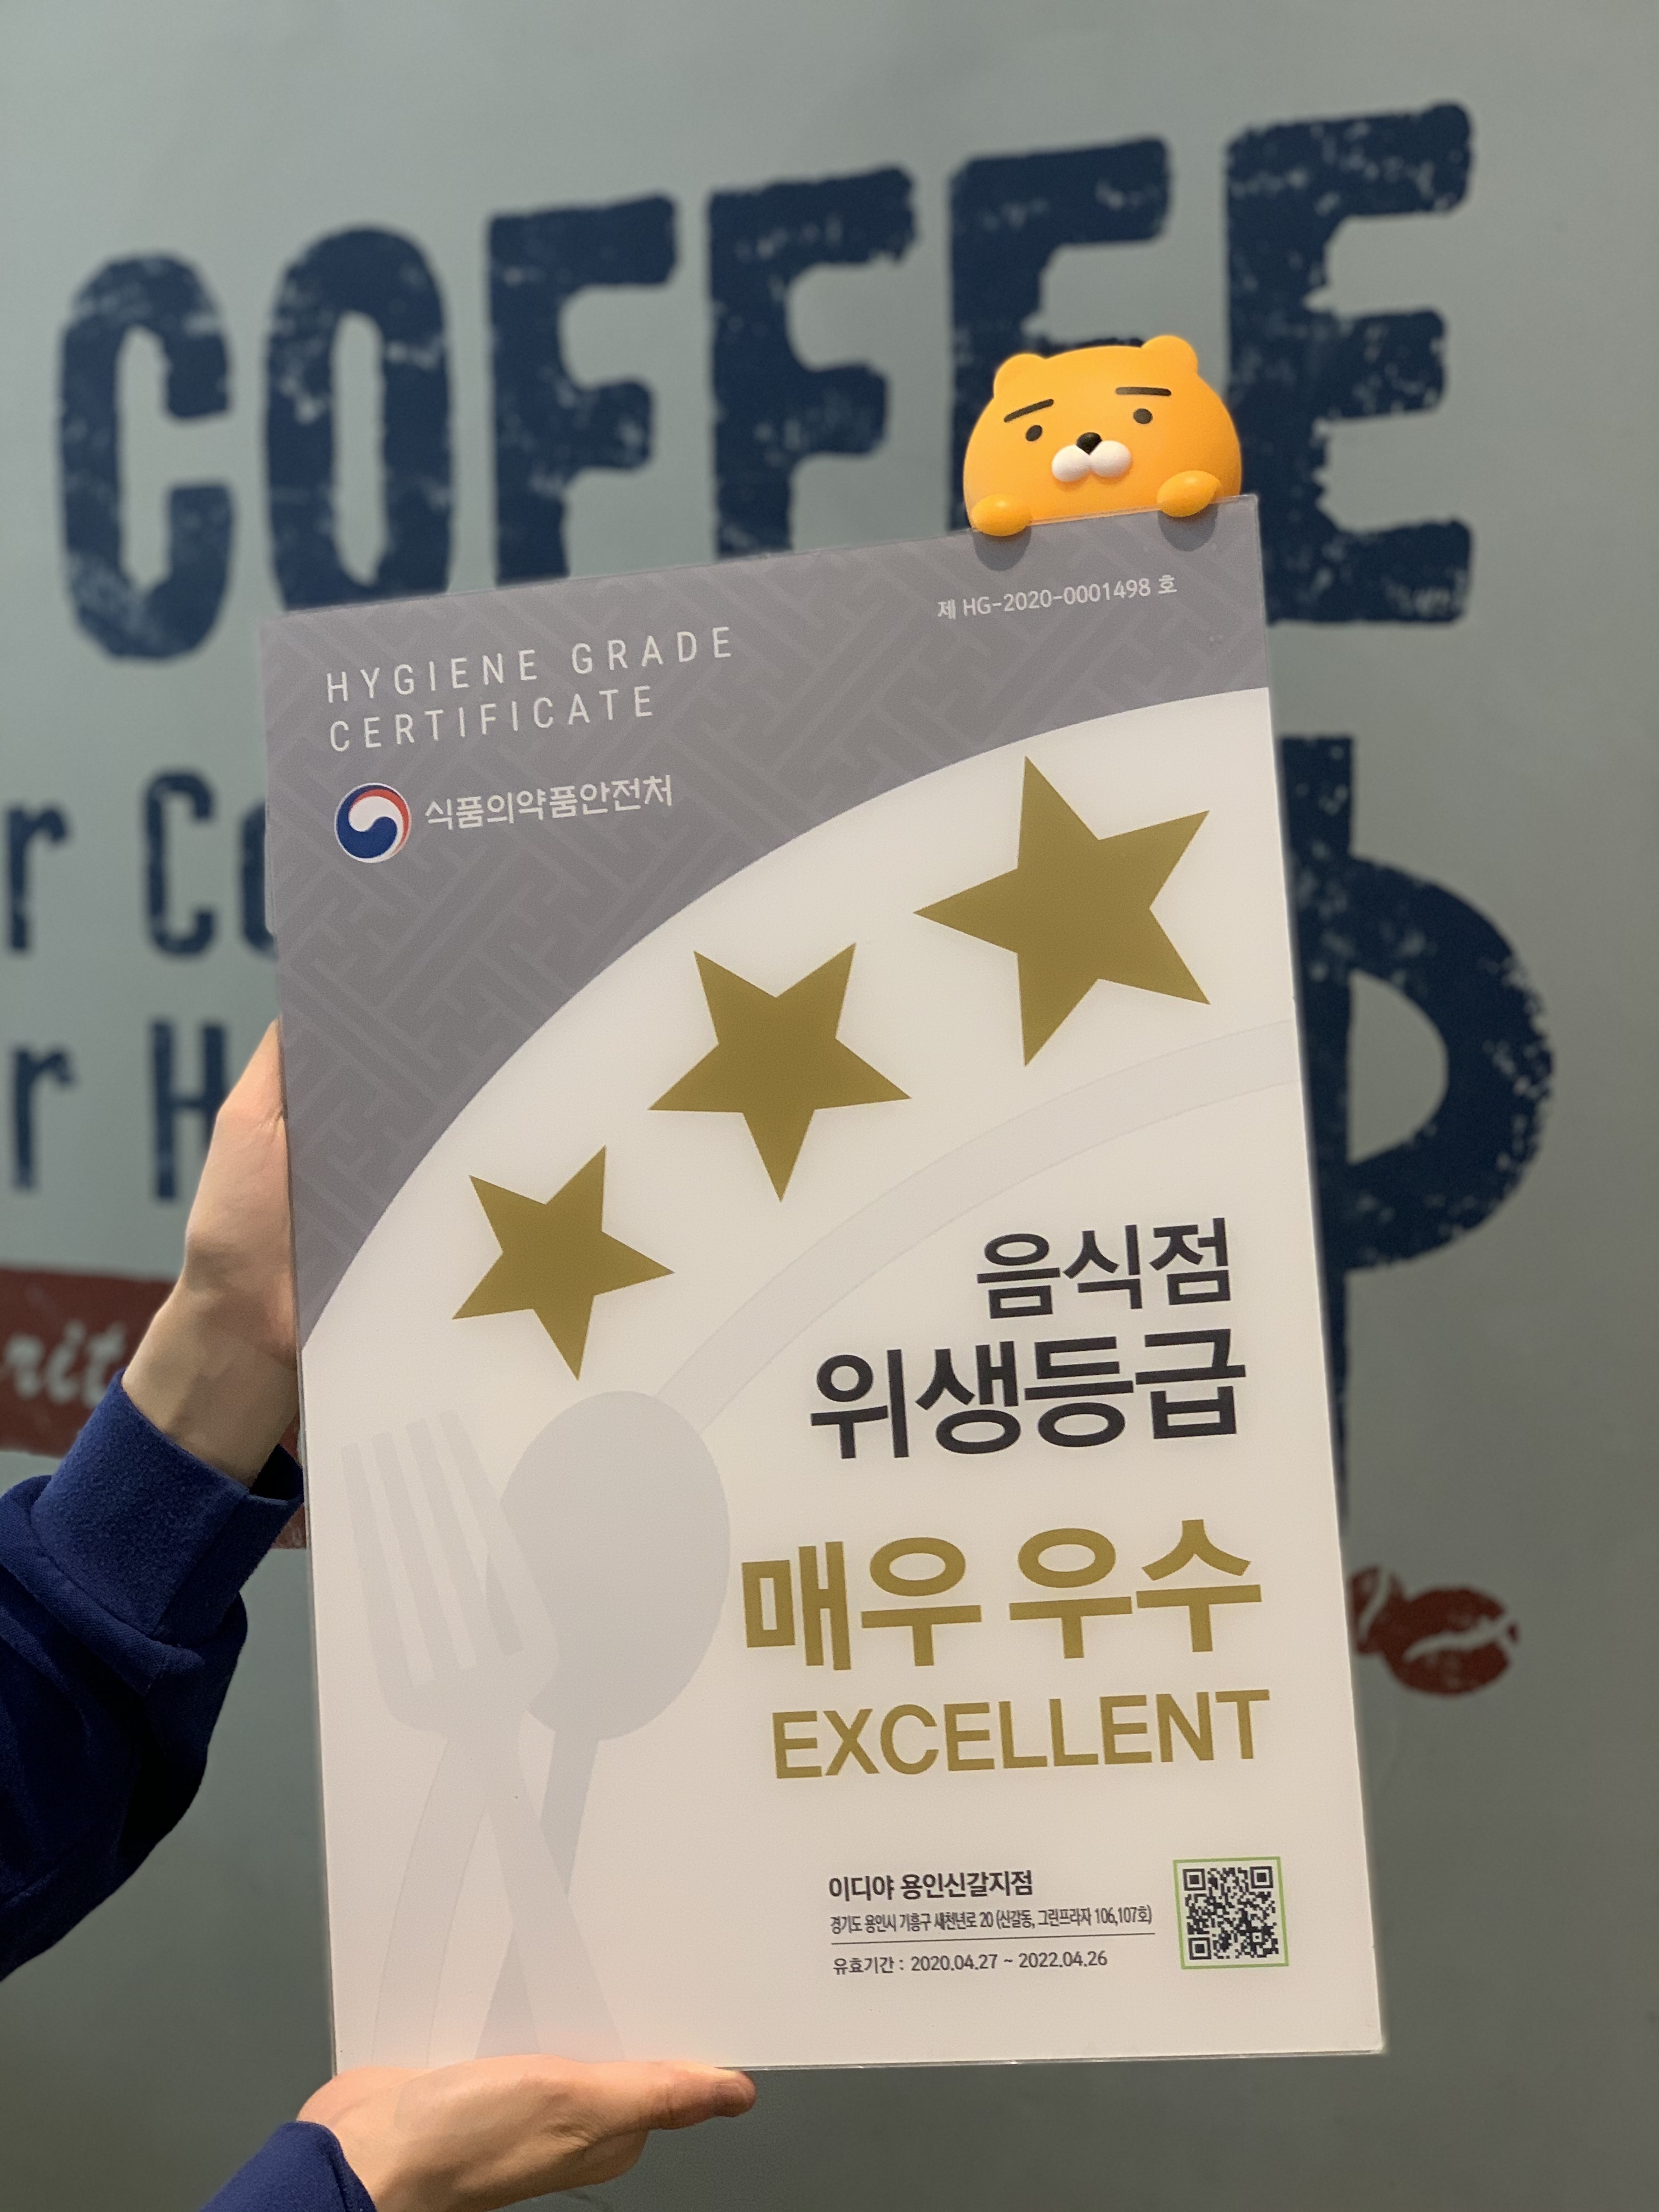 COFFEE
제 HG-2020-0001498 호
HYGIENE GRADE
CERTIFICATE
식품의약품안전처
음식점
위생등급
매우 우수
EXCELLENT
이디야 용인신갈지점
경기도 용인시 기흥구 새천년로 20 (신갈동, 그린프라자 106,107호)
유효기간 : 2020.04.27 ~ 2022.04.26